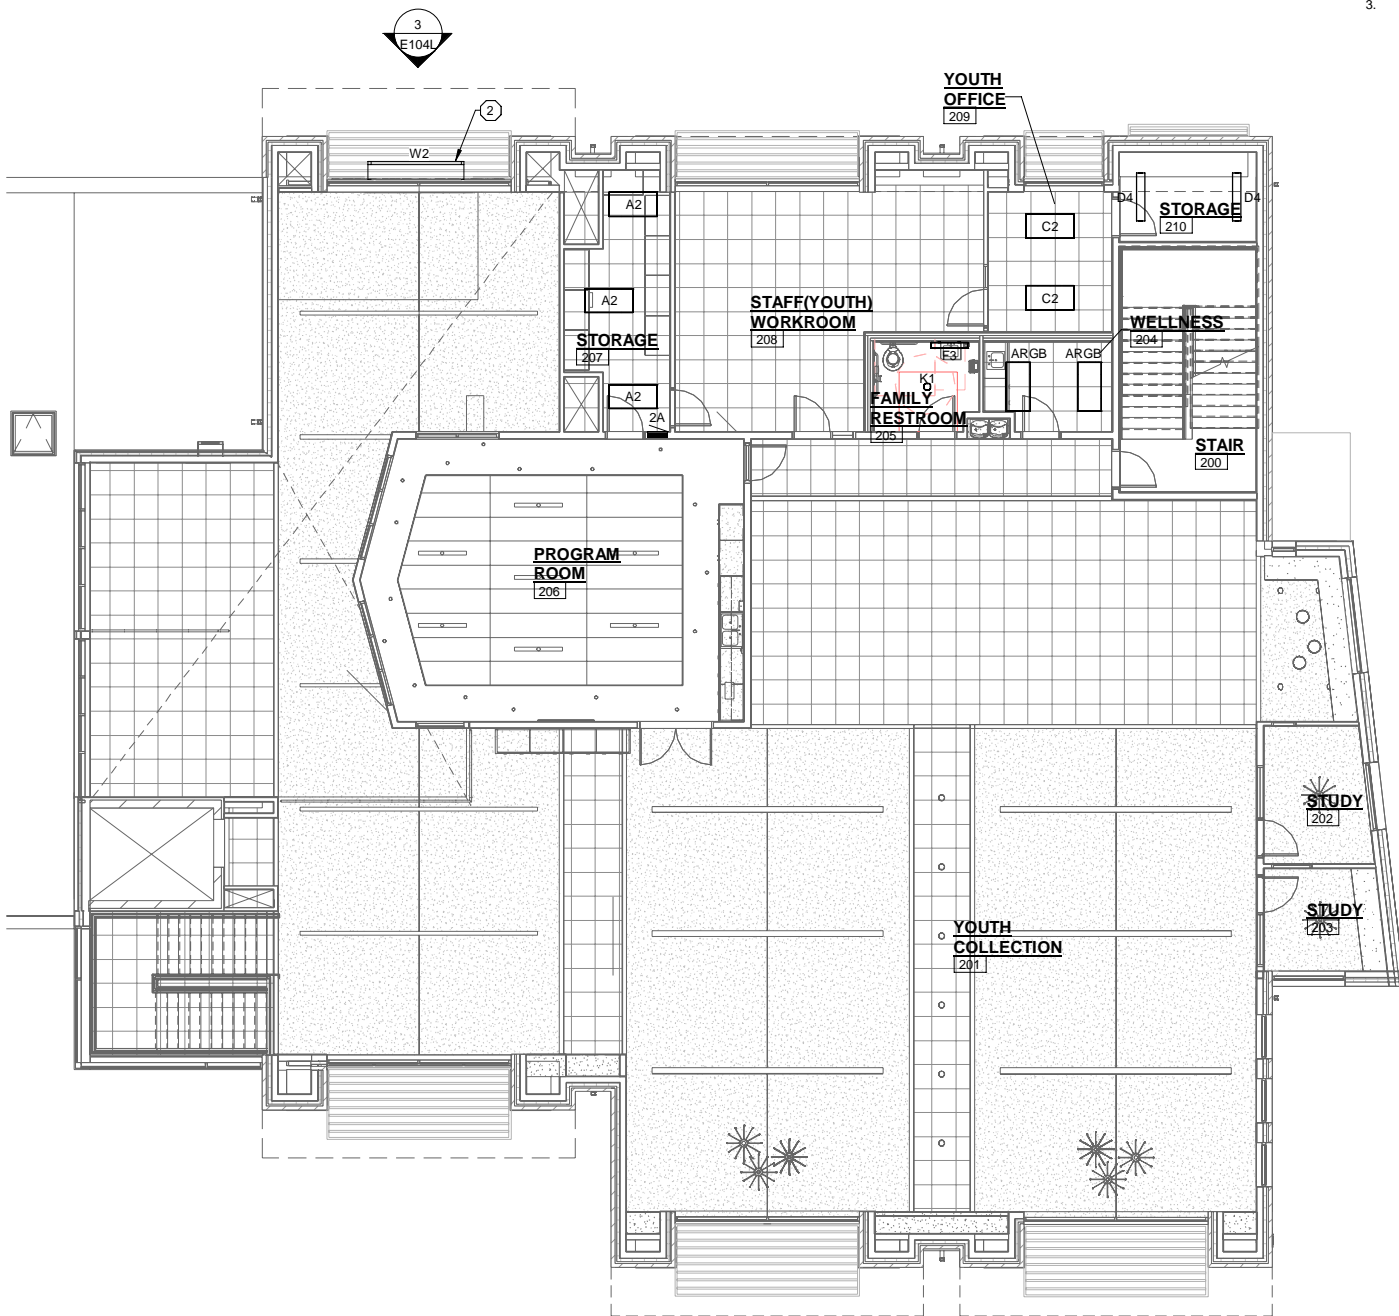 3.
3
E104L
2
W2
YOUTH
OFFICE
209
A2
C2
D4
D4
STORAGE
210
A2
C2
STAFF(YOUTH)
WORKROOM
208
STORAGE
207
WELLNESS
204
F3
ARGB
ARGB
K1
A2
2A
FAMILY
RESTROOM
205
STAIR
200
PROGRAM
ROOM
206
STUDY
202
STUDY
203
YOUTH
COLLECTION
201